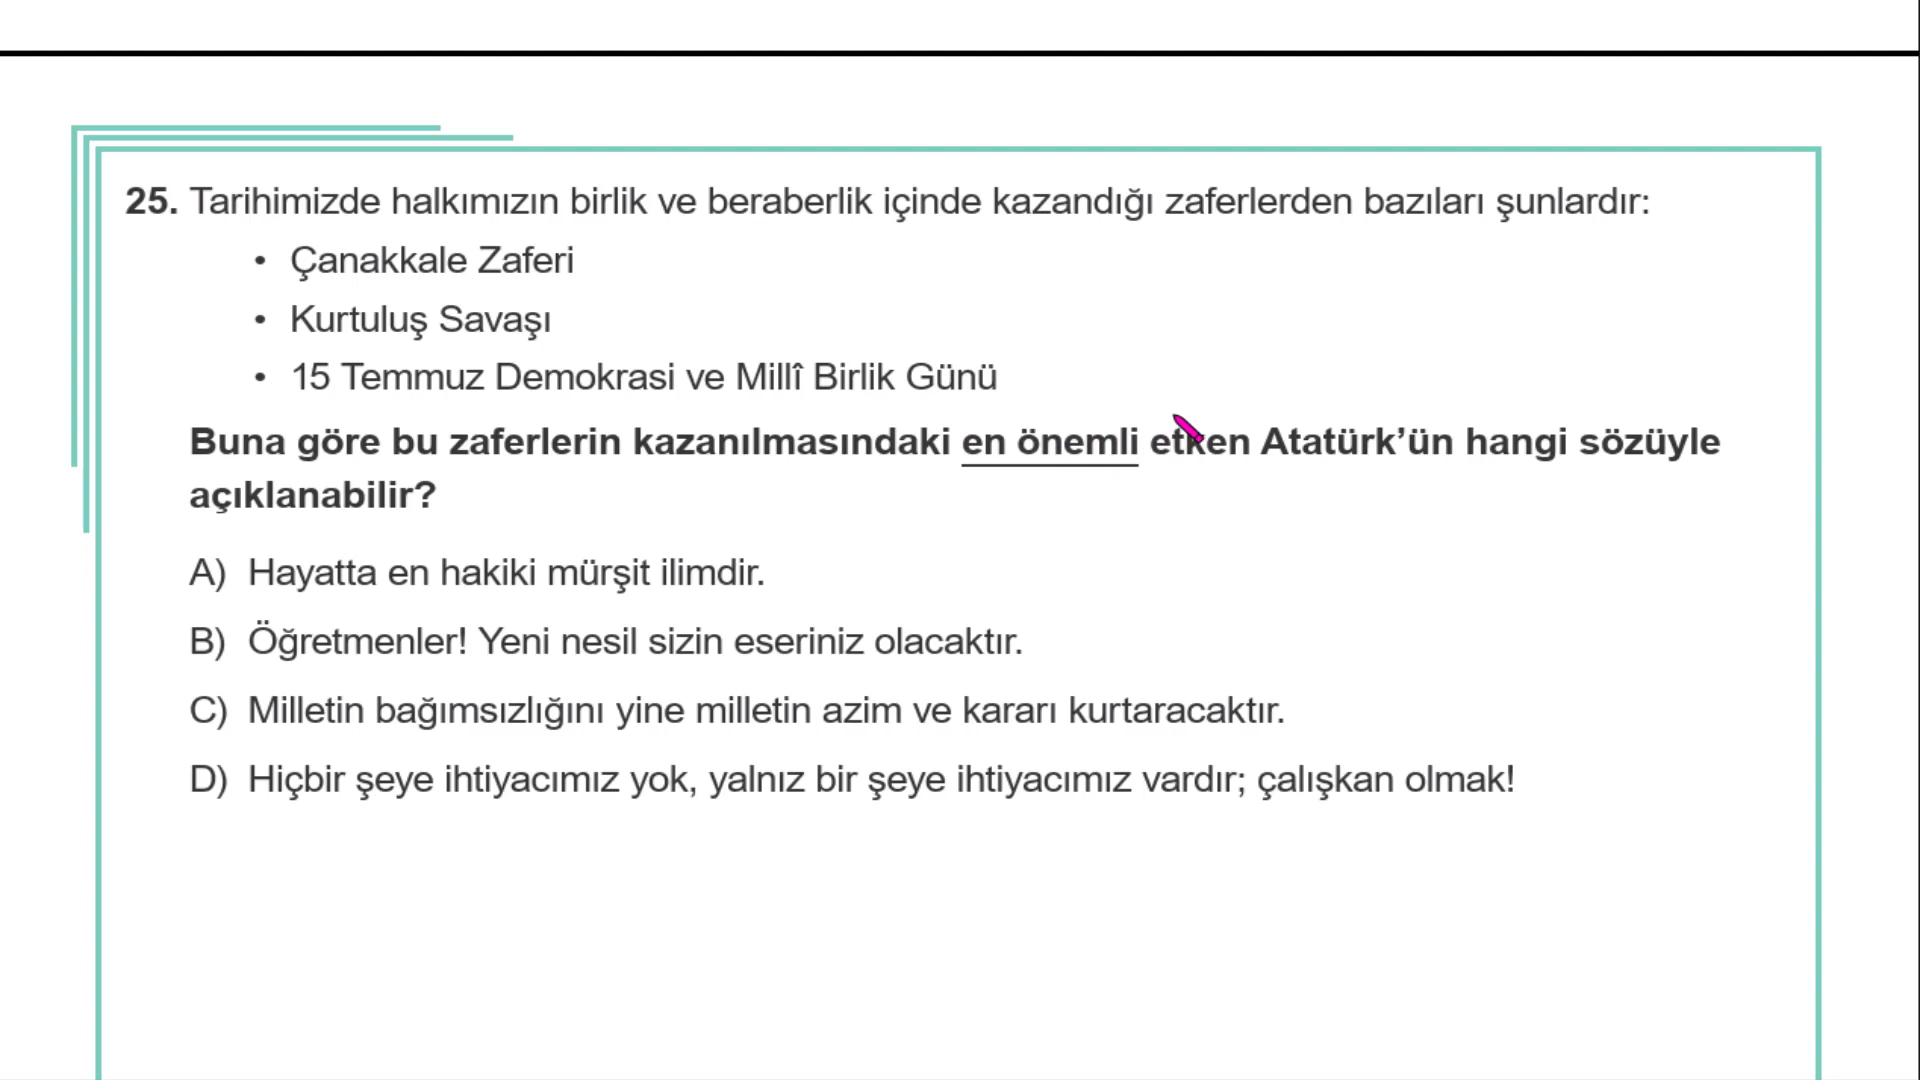 25. Tarihimizde halkımızın birlik ve beraberlik içinde kazandığı zaferlerden bazıları şunlardır:
• Çanakkale Zaferi
• Kurtuluş Savaşı
• 15 Temmuz Demokrasi ve Millî Birlik Günü
Buna göre bu zaferlerin kazanılmasındaki en önemli etken Atatürk’ün hangi sözüyle
açıklanabilir?
A) Hayatta en hakiki mürşit ilimdir.
B) Öğretmenler! Yeni nesil sizin eseriniz olacaktır.
C) Milletin bağımsızlığını yine milletin azim ve kararı kurtaracaktır.
D) Hiçbir şeye ihtiyacımız yok, yalnız bir şeye ihtiyacımız vardır; çalışkan olmak!